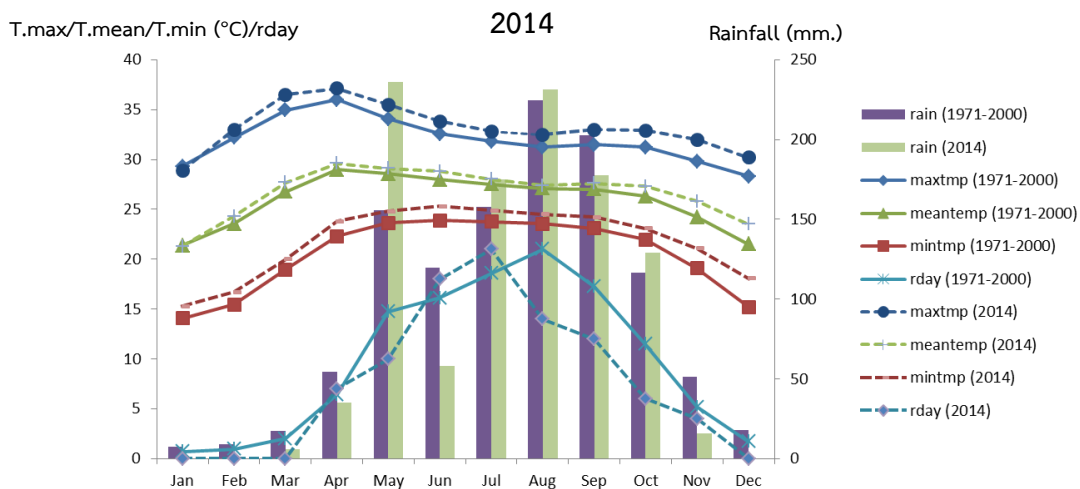 2014
T.max/T.mean/T.min (°C)/rday
Rainfall (mm.)
40
35
30
25
20
15
10
5
0
250
200
150
100
50
0
Jan Feb Mar Apr May Jun Jul Aug Sep Oct Nov Dec
rain (1971-2000)
rain (2014)
maxtmp (1971-2000)
meantemp (1971-2000)
mintmp (1971-2000)
rday (1971-2000)
maxtmp (2014)
meantemp (2014)
mintmp (2014)
rday (2014)